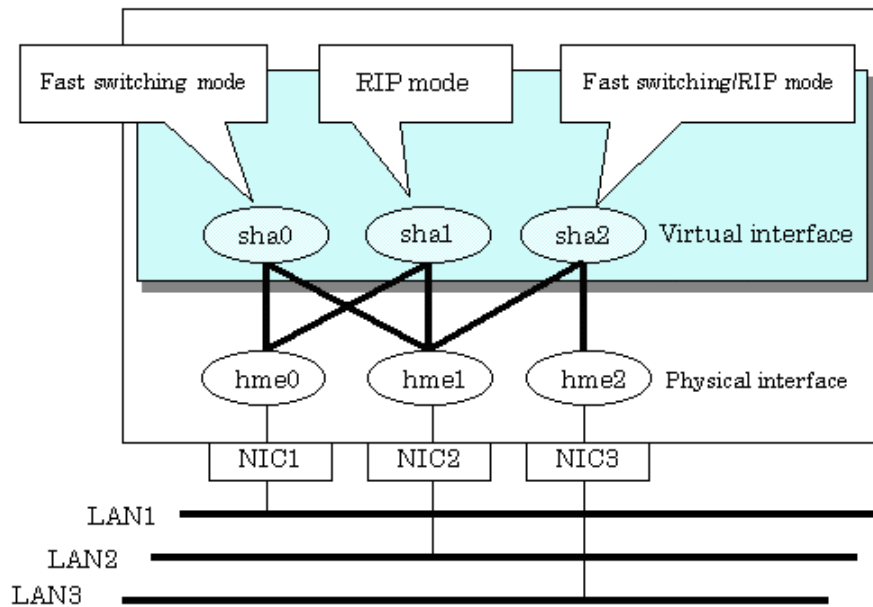 Fast switching mode
RIP mode
Fast switching/RIP mode
sha0
sha1
sha2
Virtual interface
hme0
hme1
hme2
Physical interface
NIC1
NIC2
NIC3
LAN1
LAN2
LAN3